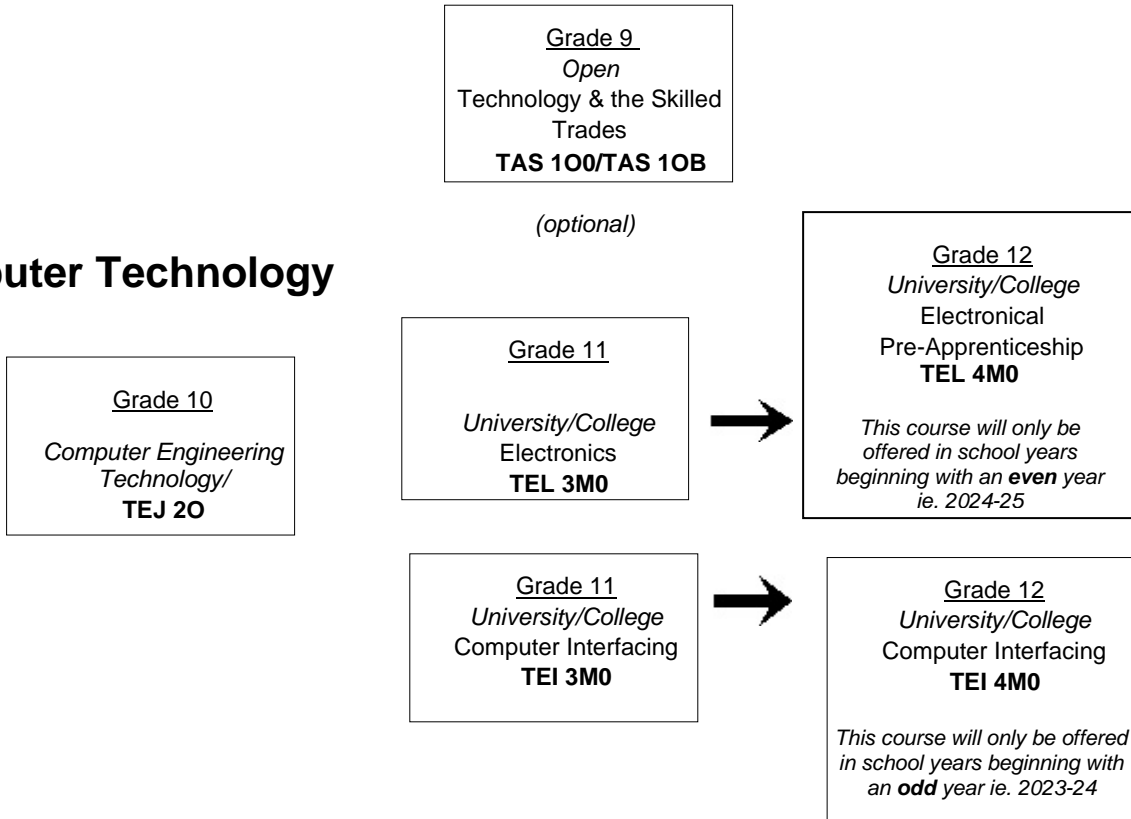 Grade 9
Open
Technology & the Skilled
Trades
TAS 1O0/TAS 1OB
(optional)
Technology
Grade 10
Computer Engineering
Technology/
TEJ 2O
Grade 11
University/College
Electronics
TEL 3M0
Grade 12
University/College
Electronical
Pre-Apprenticeship
TEL 4M0
This course will only be
offered in school years
beginning with an even year
ie. 2024-25
Grade 11
University/College
Computer Interfacing
TEI 3M0
Grade 12
University/College
Computer Interfacing
TEI 4M0
This course will only be offered
in school years beginning with
an odd year ie. 2023-24